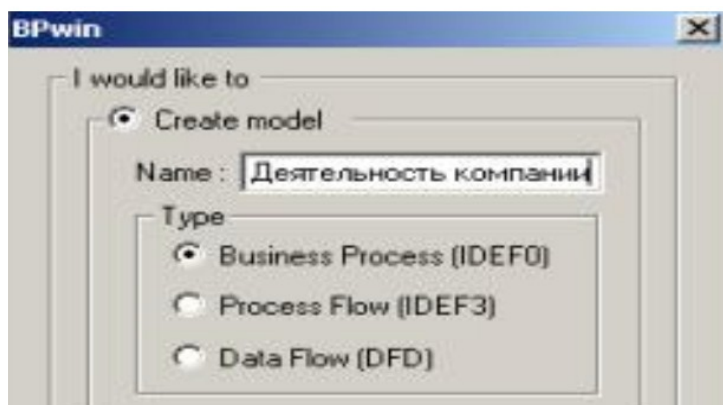 BPwin
I would like to
Create model
Name : Деятельность компании
Type
Business Process (IDEF0)
Process Flow (IDEF3)
Data Flow (DFD)